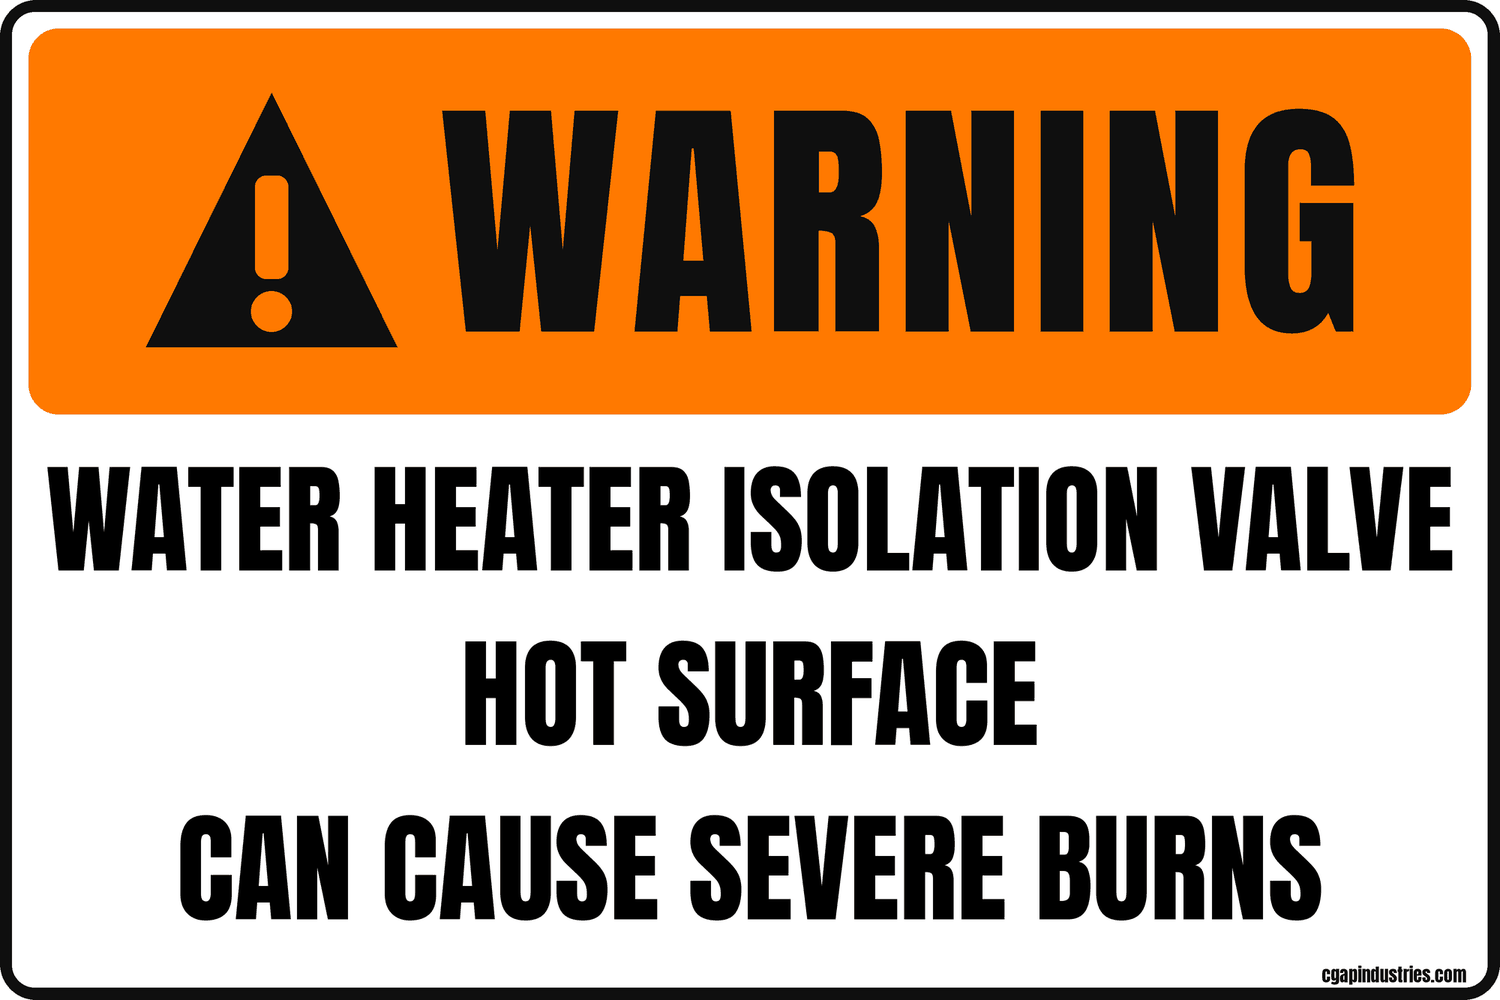 WARNING
WATER HEATER ISOLATION VALVE
HOT SURFACE
CAN CAUSE SEVERE BURNS
cgapindustries.com